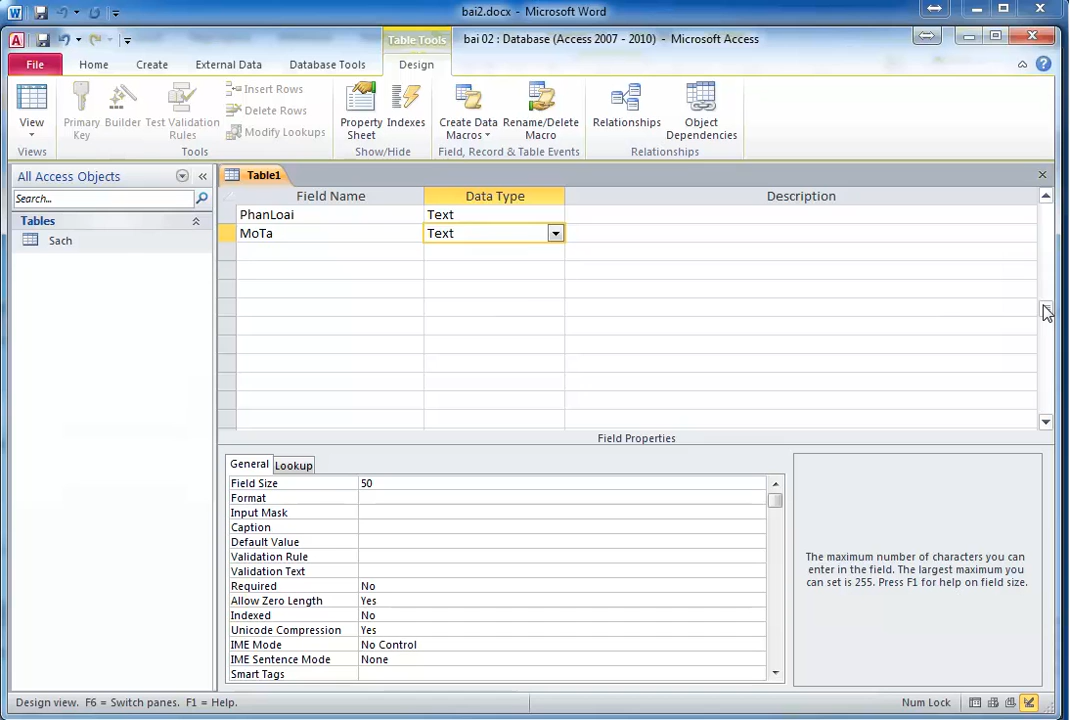 bai2.docx - Microsoft Word
Table Tools
bai 02 : Database (Access 2007 - 2010) - Microsoft Access
File Home Create External Data Database Tools Design
View
Primary Key
Builder
Test Validation Rules
Insert Rows
Delete Rows
Modify Lookups
Property Sheet
Indexes
Create Data Macros
Rename/Delete Macro
Relationships
Object Dependencies
Views
Tools
Show/Hide
Field, Record & Table Events
Relationships
All Access Objects
Search...
Tables
Sach
Table1
Field Name Data Type Description
PhanLoai Text
MoTa Text
Field Properties
General Lookup
Field Size 50
Format
Input Mask
Caption
Default Value
Validation Rule
Validation Text
Required No
Allow Zero Length Yes
Indexed No
Unicode Compression Yes
IME Mode No Control
IME Sentence Mode None
Smart Tags
The maximum number of characters you can
enter in the field. The largest maximum you
can set is 255. Press F1 for help on field size.
Design view. F6 = Switch panes. F1 = Help.
Num Lock